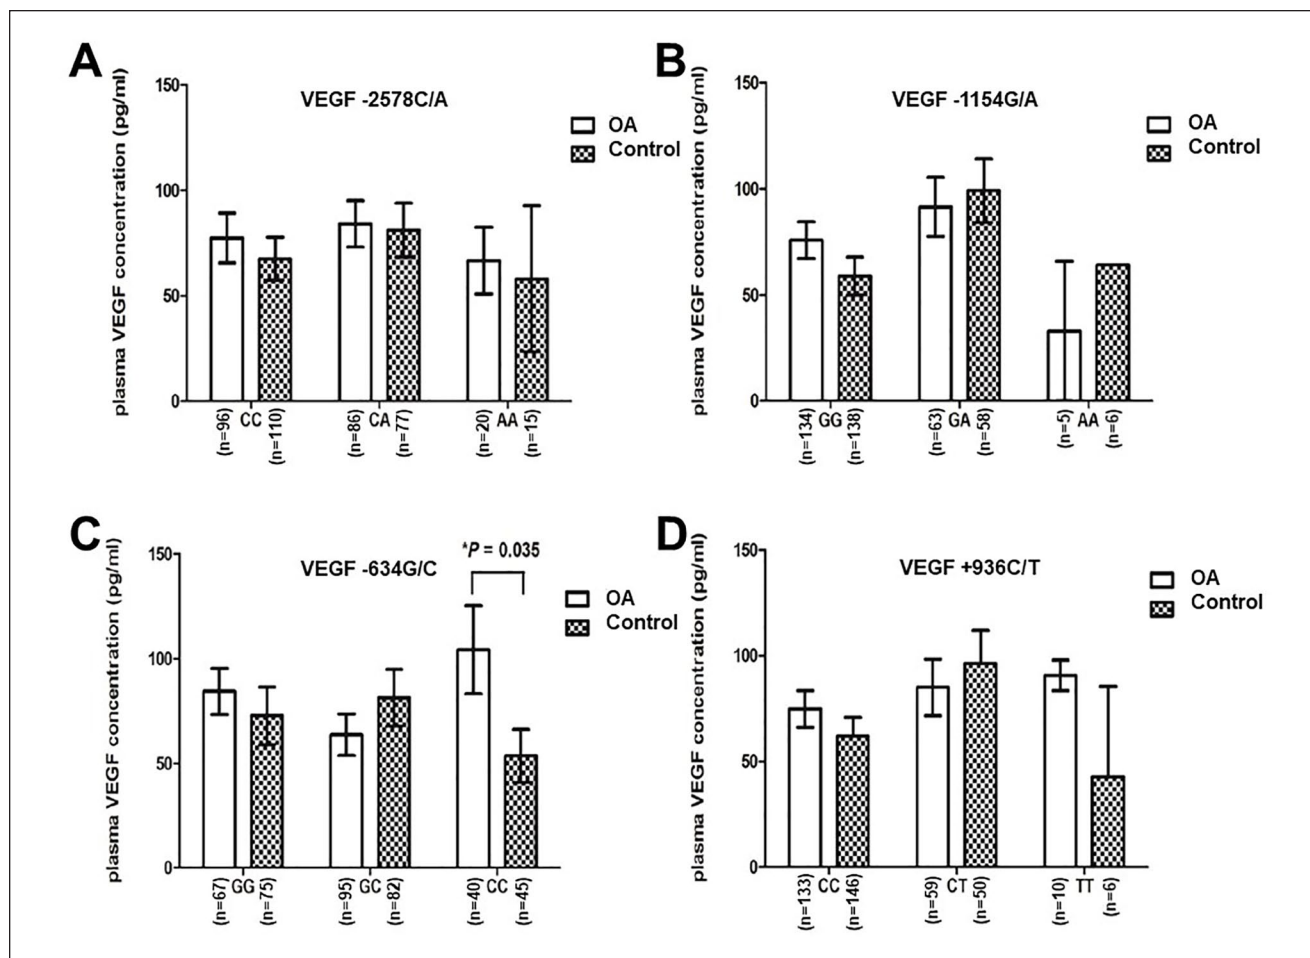 A
plasma VEGF concentration (pg/ml)
VEGF -2578C/A
150
100
50
0
OA
Control
(n=96) CC (n=110)
(n=86) CA (n=77)
(n=20) AA (n=15)
B
plasma VEGF concentration (pg/ml)
VEGF -1154G/A
150
100
50
0
OA
Control
(n=134) GG (n=138)
(n=63) GA (n=58)
(n=5) AA (n=6)
C
plasma VEGF concentration (pg/ml)
VEGF -634G/C
*P = 0.035
150
100
50
0
OA
Control
(n=67) GG (n=75)
(n=95) GC (n=82)
(n=40) CC (n=45)
D
plasma VEGF concentration (pg/ml)
VEGF +936C/T
150
100
50
0
OA
Control
(n=133) CC (n=146)
(n=59) CT (n=50)
(n=10) TT (n=6)